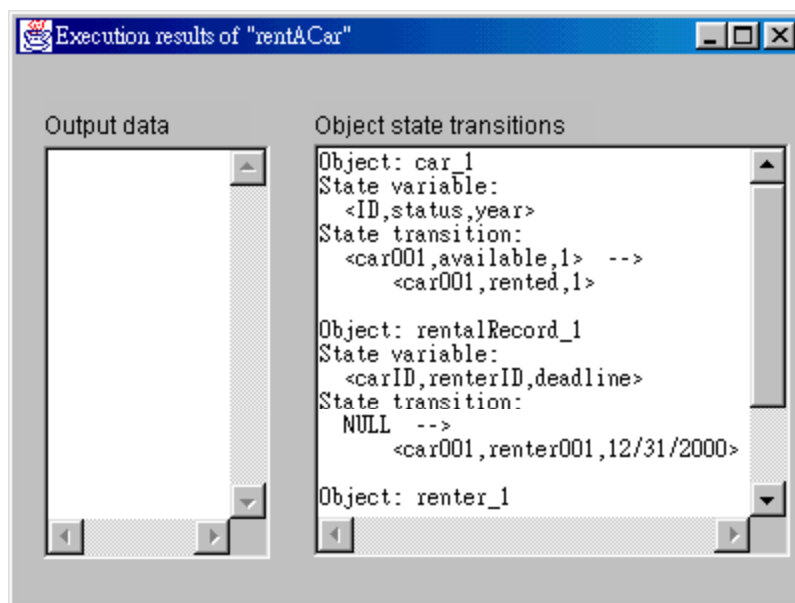 Execution results of "rentACar"
Output data
Object state transitions
Object: car_1
State variable:
<ID,status,year>
State transition:
<car001,available,1> -->
<car001,rented,1>
Object: rentalRecord_1
State variable:
<carID,renterID,deadline>
State transition:
NULL -->
<car001,renter001,12/31/2000>
Object: renter_1